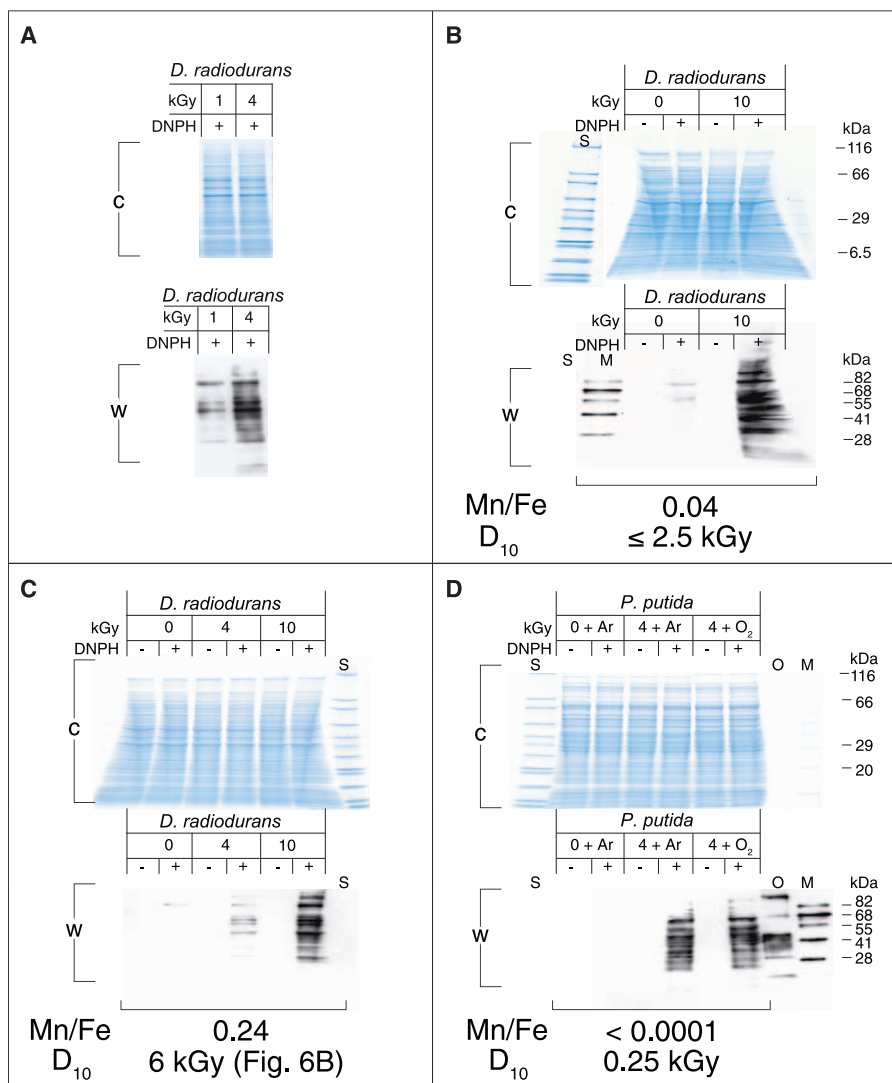 A
D. radiodurans
kGy 1 4
DNPH + +
C
D. radiodurans
kGy 1 4
DNPH + +
W
B
D. radiodurans
kGy 0 10
DNPH - + - + kDa
S
116
66
C
29
6.5
D. radiodurans
kGy 0 10
DNPH - + - +
S M kDa
82
68
W
55
41
28
Mn/Fe 0.04
D10 ≤ 2.5 kGy
C
D. radiodurans
kGy 0 4 10
DNPH - + - + - + S
C
D. radiodurans
kGy 0 4 10
DNPH - + - + - +
S
W
Mn/Fe 0.24
D10 6 kGy (Fig. 6B)
D
P. putida
kGy 0 + Ar 4 + Ar 4 + O2
DNPH - + - + - + kDa
S O M
116
66
C
29
20
P. putida
kGy 0 + Ar 4 + Ar 4 + O2
DNPH - + - + - +
S O M kDa
82
68
W
55
41
28
Mn/Fe < 0.0001
D10 0.25 kGy